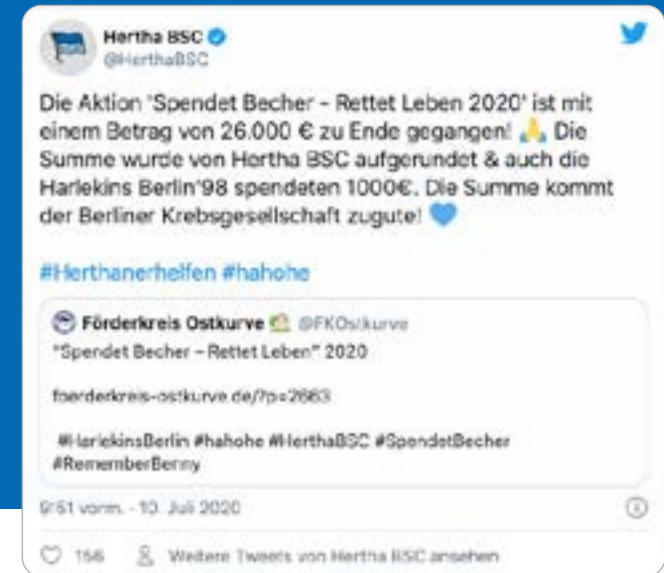 Hertha BSC
@HerthaBSC
Die Aktion "Spendet Becher – Rettet Leben 2020" ist mit
einem Betrag von 26.000 € zu Ende gegangen! 🙏 Die
Summe wurde von Hertha BSC aufgerundet & auch die
Harlekins Berlin'98 spendeten 1000€. Die Summe kommt
der Berliner Krebsgesellschaft zugute! 💙
#Herthanerhelfen #hahohe
Förderkreis Ostkurve @FKOstkurve
"Spendet Becher – Rettet Leben" 2020
foerderkreis-ostkurve.de/?p=2663
#HarlekinsBerlin #hahohe #HerthaBSC #SpendetBecher
#RememberBenny
9:51 vorm. · 10. Juli 2020
156 Weitere Tweets von Hertha BSC ansehen